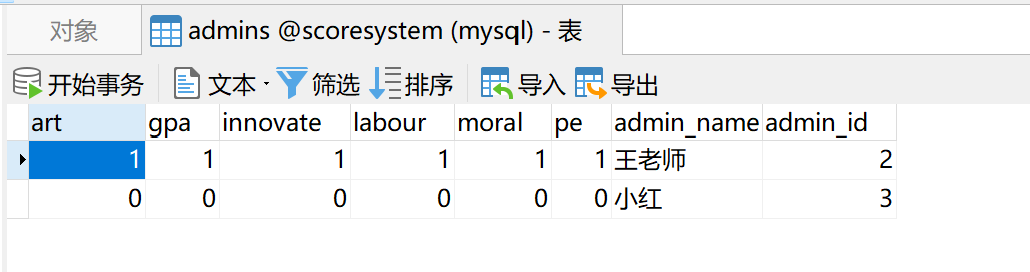 对象 admins @scoresystem (mysql) - 表
开始事务 文本 筛选 排序 导入 导出
art gpa innovate labour moral pe admin_name admin_id
1 1 1 1 1 1 王老师 2
0 0 0 0 0 0 小红 3